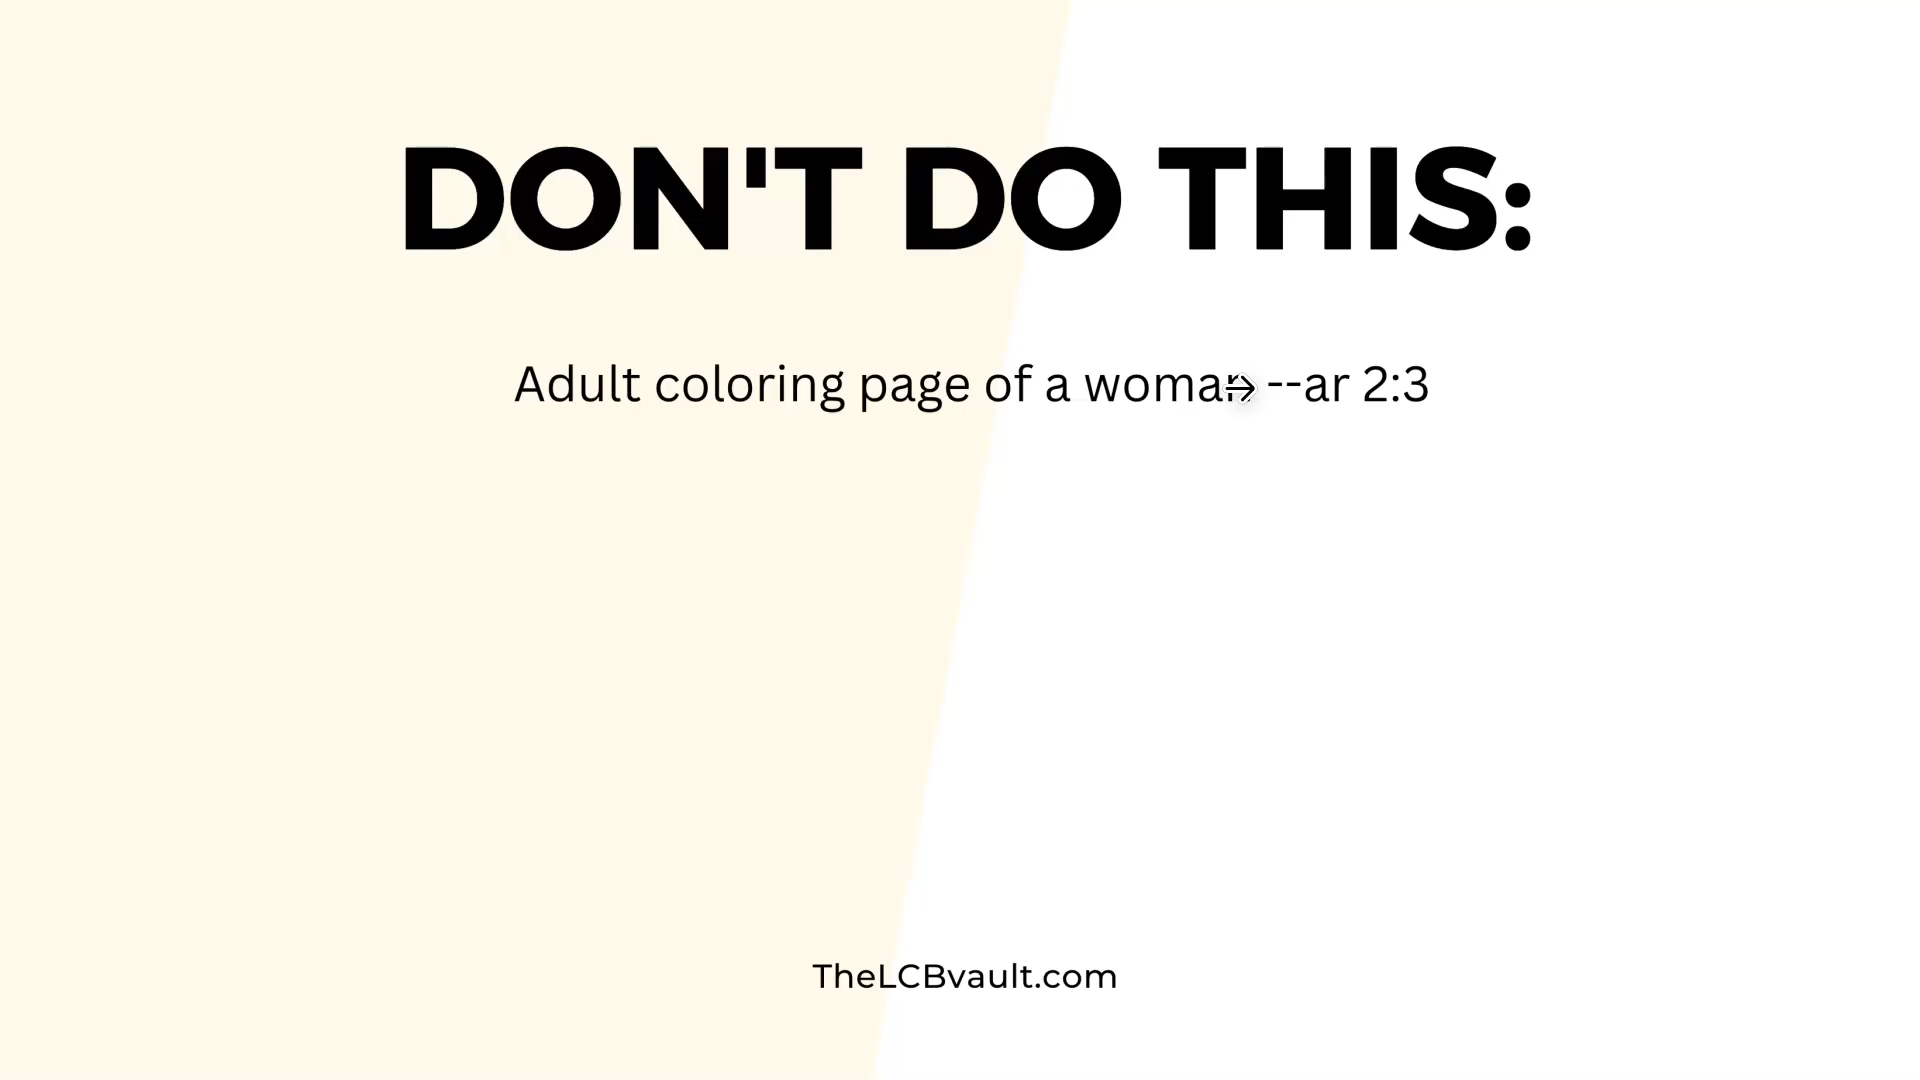 DON'T DO THIS:
Adult coloring page of a woman --ar 2:3
TheLCBvault.com